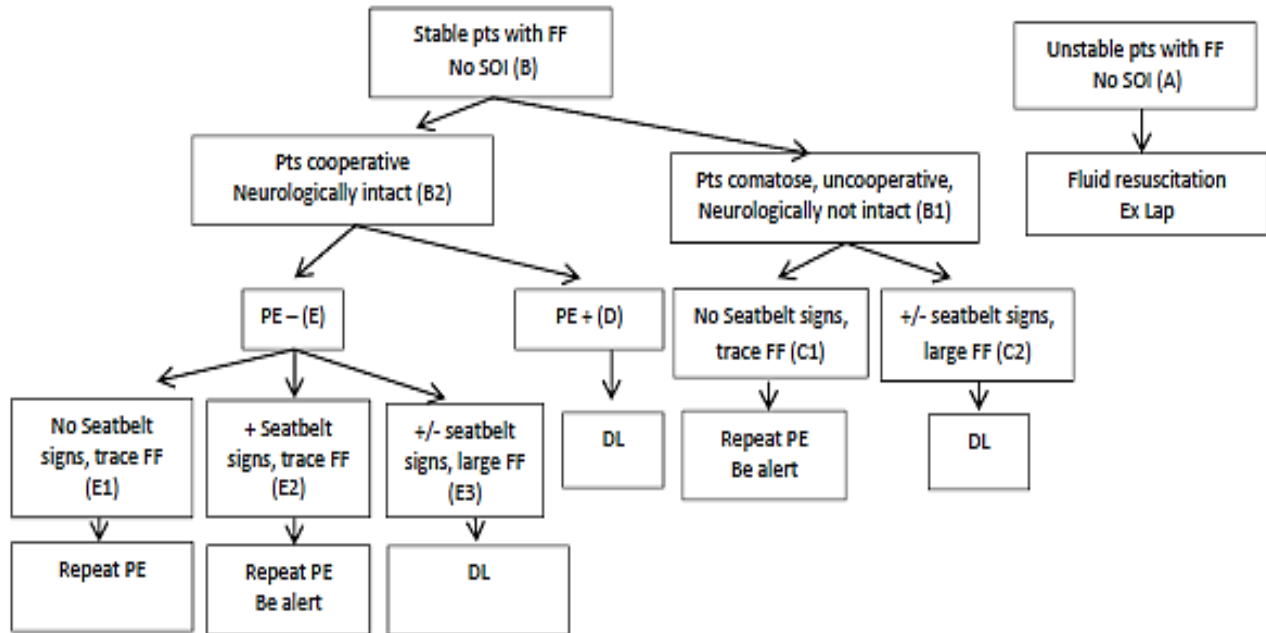 Stable pts with FF
No SOI (B)
Unstable pts with FF
No SOI (A)
Pts cooperative
Neurologically intact (B2)
Pts comatose, uncooperative,
Neurologically not intact (B1)
Fluid resuscitation
Ex Lap
PE – (E)
PE + (D)
No Seatbelt signs,
trace FF (C1)
+/- seatbelt signs,
large FF (C2)
No Seatbelt
signs, trace FF
(E1)
+ Seatbelt
signs, trace FF
(E2)
+/- seatbelt
signs, large FF
(E3)
DL
Repeat PE
Be alert
DL
Repeat PE
Repeat PE
Be alert
DL